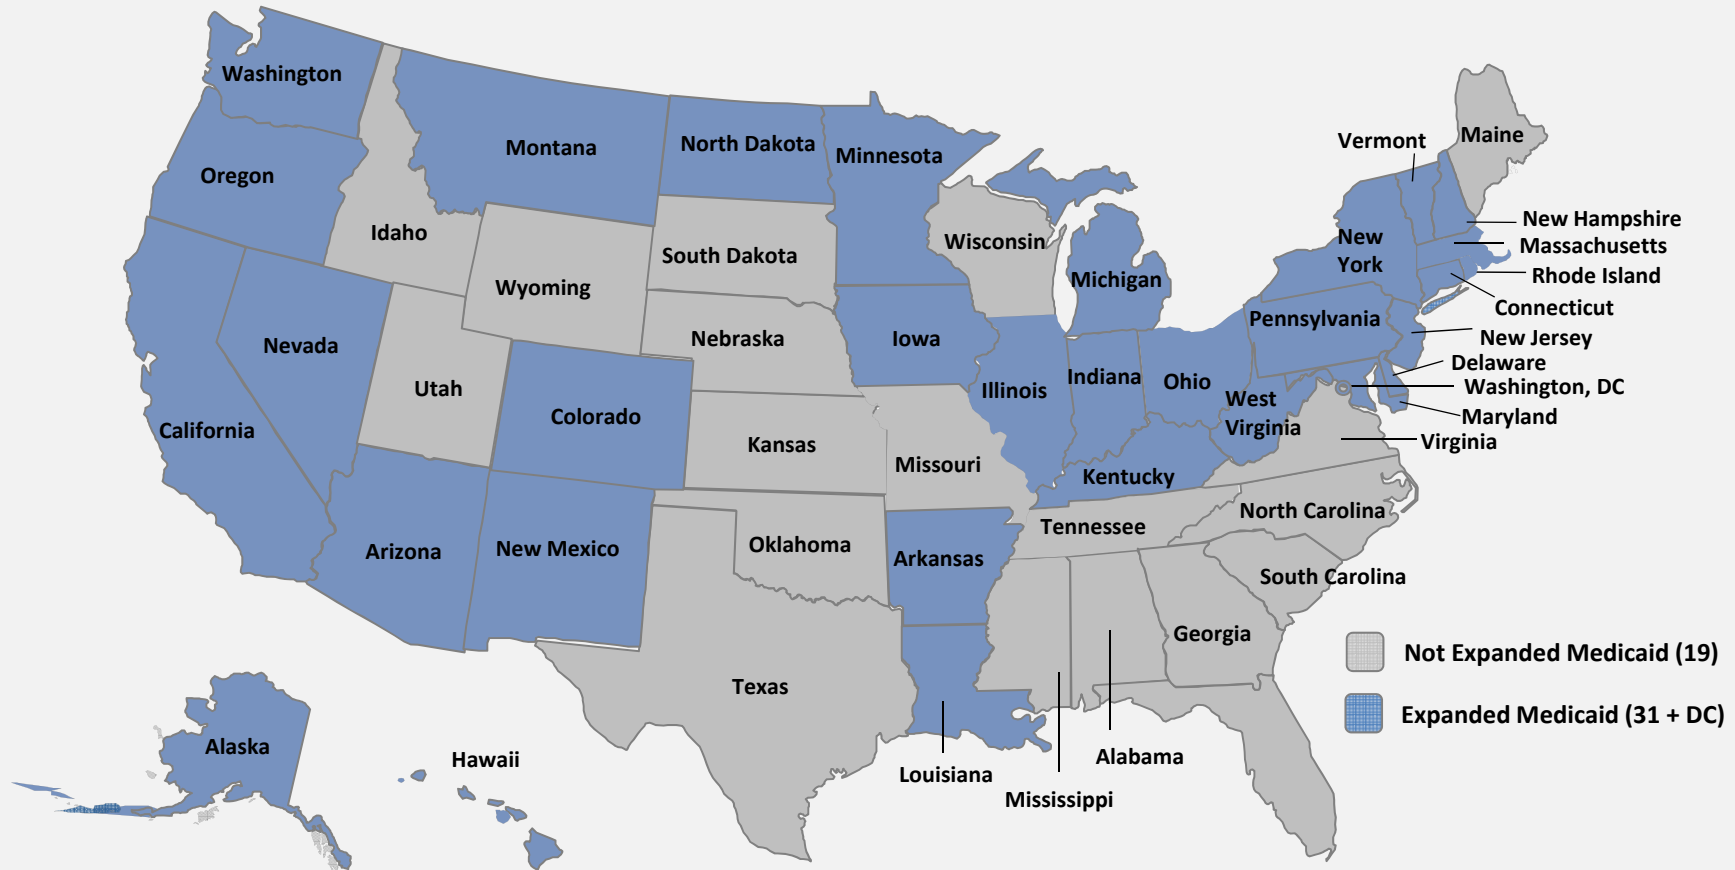 Washington
Montana
North Dakota
Minnesota
Vermont
Maine
Oregon
Idaho
Wisconsin
New Hampshire
South Dakota
New
York
Massachusetts
Michigan
Rhode Island
Wyoming
Connecticut
Nevada
Nebraska
Iowa
Pennsylvania
New Jersey
Utah
Illinois
Indiana
Ohio
Delaware
Washington, DC
California
Colorado
West
Virginia
Maryland
Virginia
Kansas
Missouri
Kentucky
North Carolina
Tennessee
Arizona
New Mexico
Oklahoma
Arkansas
South Carolina
Georgia
Texas
Not Expanded Medicaid (19)
Expanded Medicaid (31 + DC)
Alaska
Hawaii
Louisiana
Alabama
Mississippi